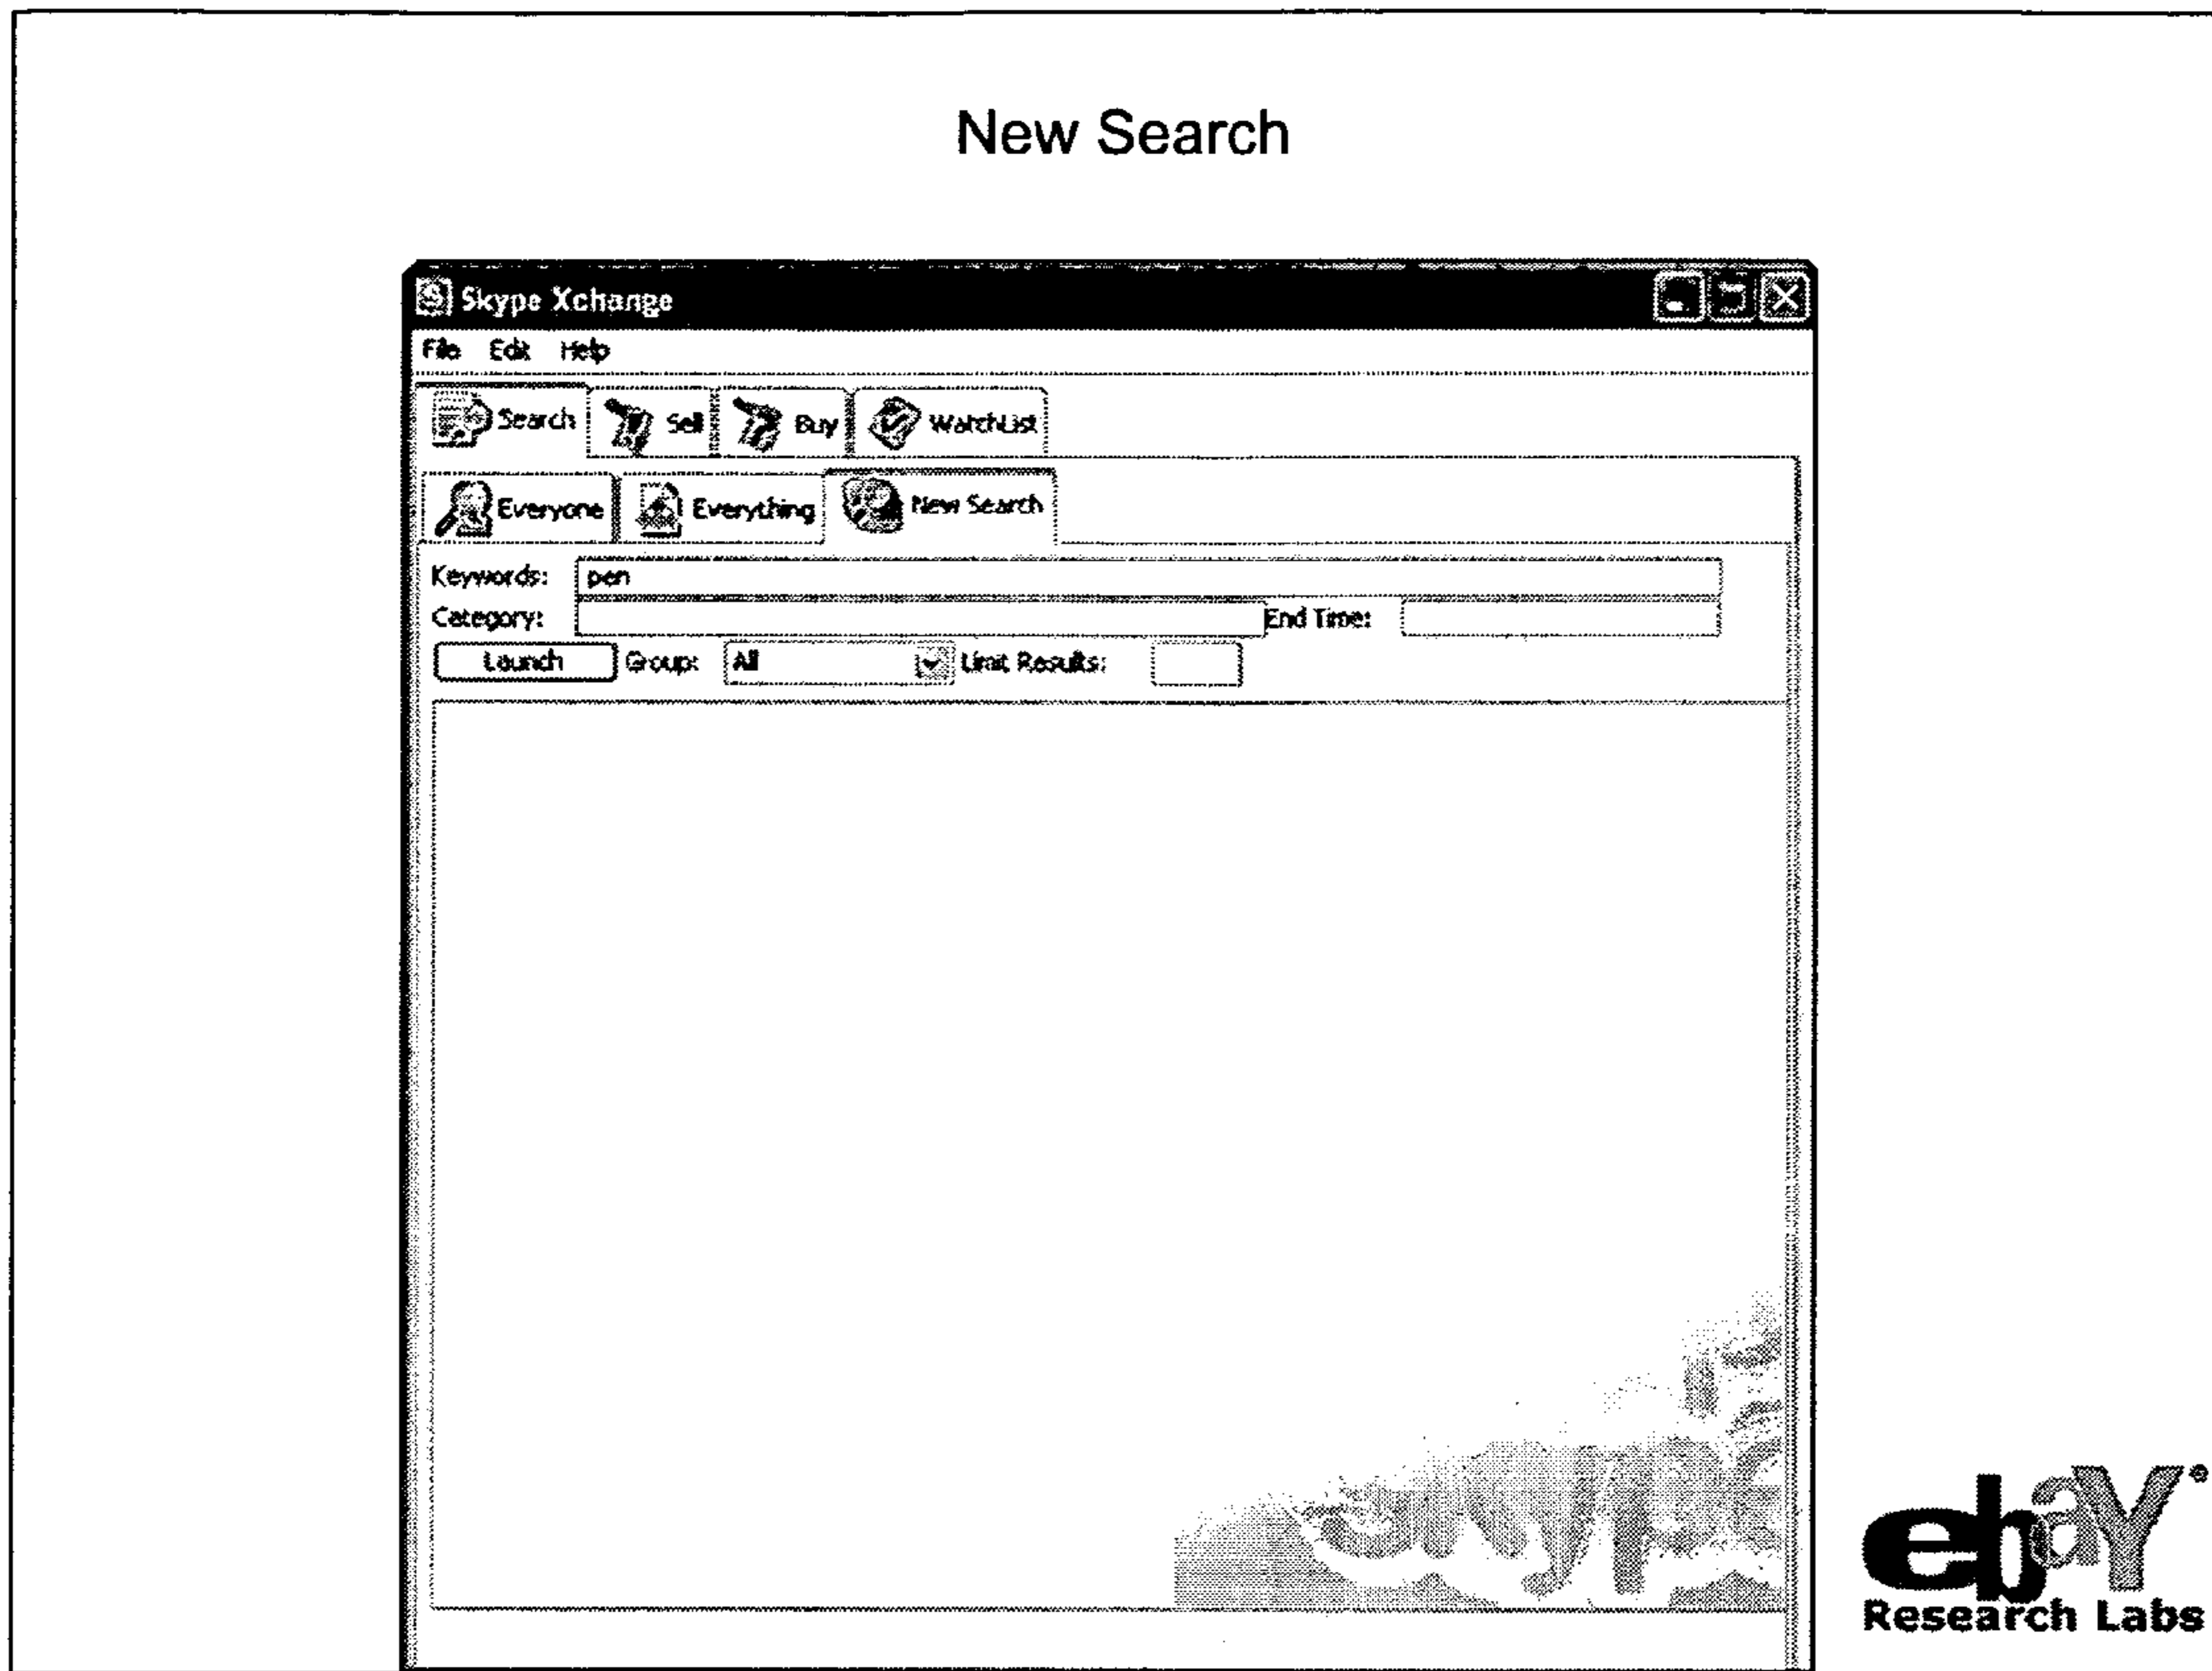 New Search
Skype Xchange
File Edit Help
Search Sell Buy WatchList
Everyone Everything New Search
Keywords: pen
Category: End Time:
Launch Group: All Limit Results:
skype
ebaY®
Research Labs